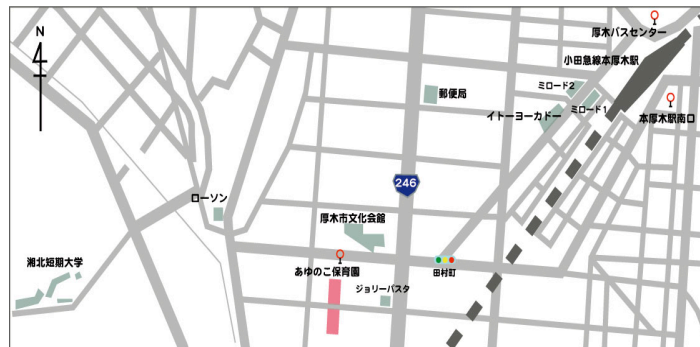 N
厚木バスセンター
小田急線本厚木駅
ミロード2
ミロード1
郵便局
イトーヨーカドー
本厚木駅南口
246
ローソン
厚木市文化会館
湘北短期大学
あゆのこ保育園
田村町
ジョリーパスタ